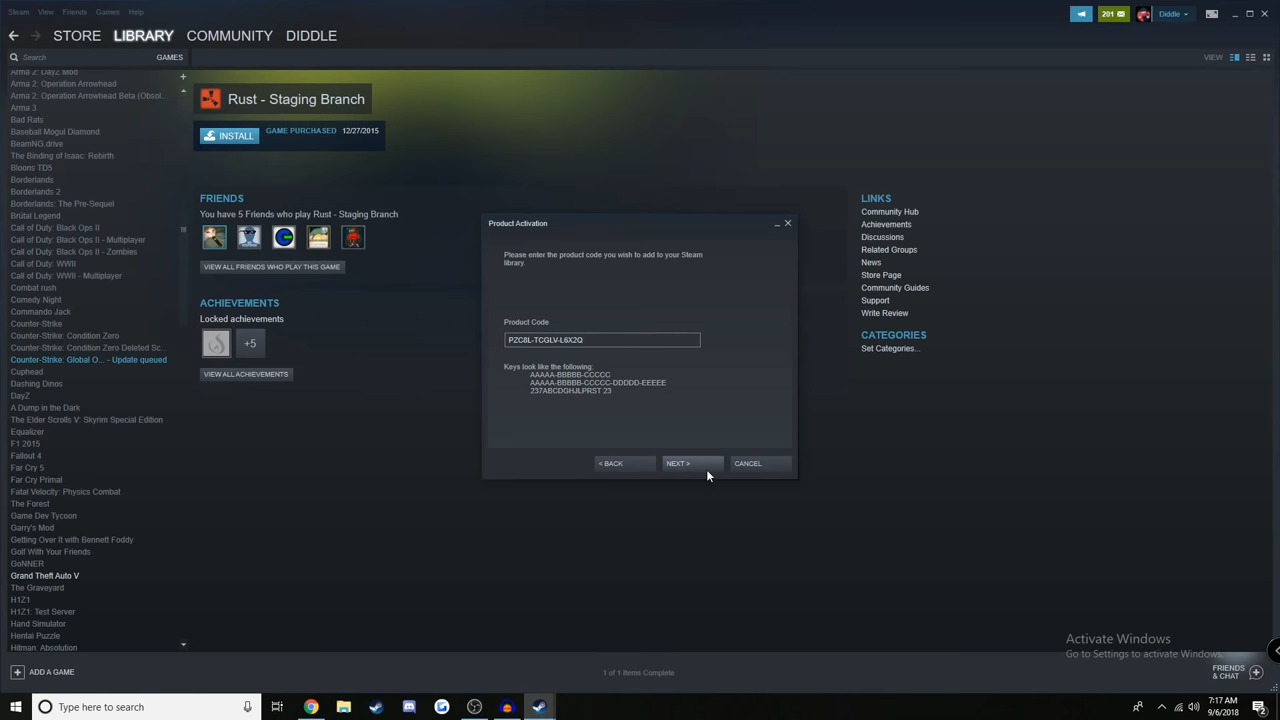 Steam View Friends Games Help
201 Diddle
STORE LIBRARY COMMUNITY DIDDLE
Search GAMES
VIEW
Arma 2: DayZ Mod
Arma 2: Operation Arrowhead
Arma 2: Operation Arrowhead Beta (Obsol...
Arma 3
Bad Rats
Baseball Mogul Diamond
BeamNG.drive
The Binding of Isaac: Rebirth
Bloons TD5
Borderlands
Borderlands 2
Borderlands: The Pre-Sequel
Brütal Legend
Call of Duty: Black Ops II
Call of Duty: Black Ops II - Multiplayer
Call of Duty: Black Ops II - Zombies
Call of Duty: WWII
Call of Duty: WWII - Multiplayer
Combat rush
Comedy Night
Commando Jack
Counter-Strike
Counter-Strike: Condition Zero
Counter-Strike: Condition Zero Deleted Sc...
Counter-Strike: Global O... - Update queued
Cuphead
Dashing Dinos
DayZ
A Dump in the Dark
The Elder Scrolls V: Skyrim Special Edition
Equalizer
F1 2015
Fallout 4
Far Cry 5
Far Cry Primal
Fatal Velocity: Physics Combat
The Forest
Game Dev Tycoon
Garry's Mod
Getting Over It with Bennett Foddy
Golf With Your Friends
GoNNER
Grand Theft Auto V
The Graveyard
H1Z1
H1Z1: Test Server
Hand Simulator
Hentai Puzzle
Hitman: Absolution
ADD A GAME
Rust - Staging Branch
INSTALL GAME PURCHASED 12/27/2015
FRIENDS
You have 5 Friends who play Rust - Staging Branch
VIEW ALL FRIENDS WHO PLAY THIS GAME
ACHIEVEMENTS
Locked achievements
+5
VIEW ALL ACHIEVEMENTS
Product Activation
Please enter the product code you wish to add to your Steam
library.
Product Code
PZC8L-TCGLV-L6X2Q
Keys look like the following:
AAAAA-BBBBB-CCCCC
AAAAA-BBBBB-CCCCC-DDDDD-EEEEE
237ABCDGHJLPRST 23
< BACK NEXT > CANCEL
LINKS
Community Hub
Achievements
Discussions
Related Groups
News
Store Page
Community Guides
Support
Write Review
CATEGORIES
Set Categories...
Activate Windows
Go to Settings to activate Windows.
1 of 1 Items Complete
FRIENDS
& CHAT
Type here to search
7:17 AM
9/6/2018
2